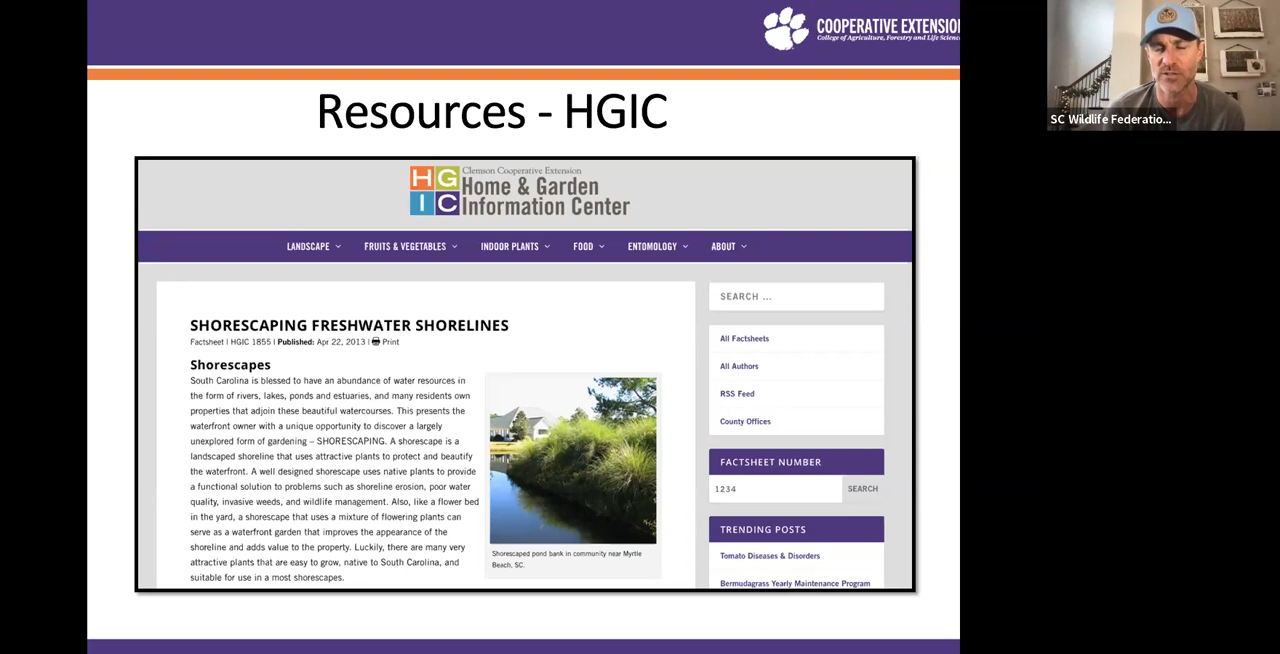 COOPERATIVE EXTENSION
College of Agriculture, Forestry and Life Scien
SC Wildlife Federatio...
Resources - HGIC
HG
IC
Clemson Cooperative Extension
Home & Garden
Information Center
LANDSCAPE FRUITS & VEGETABLES INDOOR PLANTS FOOD ENTOMOLOGY ABOUT
SHORESCAPING FRESHWATER SHORELINES
Factsheet | HGIC 1855 | Published: Apr 22, 2013 | Print
Shorescapes
South Carolina is blessed to have an abundance of water resources in
the form of rivers, lakes, ponds and estuaries, and many residents own
properties that adjoin these beautiful watercourses. This presents the
waterfront owner with a unique opportunity to discover a largely
unexplored form of gardening – SHORESCAPING. A shorescape is a
landscaped shoreline that uses attractive plants to protect and beautify
the waterfront. A well designed shorescape uses native plants to provide
a functional solution to problems such as shoreline erosion, poor water
quality, invasive weeds, and wildlife management. Also, like a flower bed
in the yard, a shorescape that uses a mixture of flowering plants can
serve as a waterfront garden that improves the appearance of the
shoreline and adds value to the property. Luckily, there are many very
attractive plants that are easy to grow, native to South Carolina, and
suitable for use in a most shorescapes.
Shorescaped pond bank in community near Myrtle
Beach, SC.
SEARCH ...
All Factsheets
All Authors
RSS Feed
County Offices
FACTSHEET NUMBER
1234 SEARCH
TRENDING POSTS
Tomato Diseases & Disorders
Bermudagrass Yearly Maintenance Program